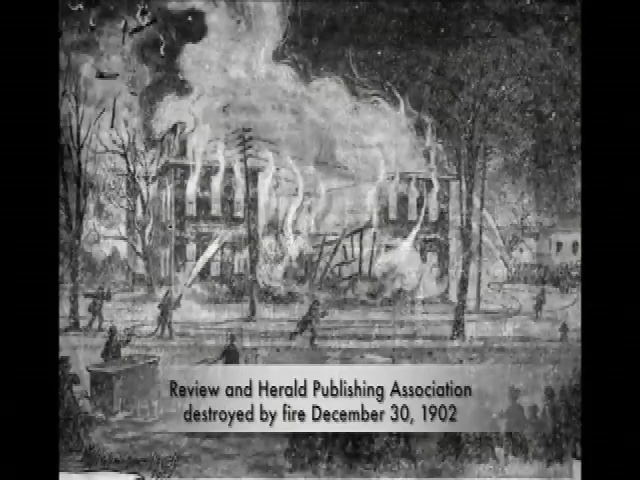 Review and Herald Publishing Association
destroyed by fire December 30, 1902